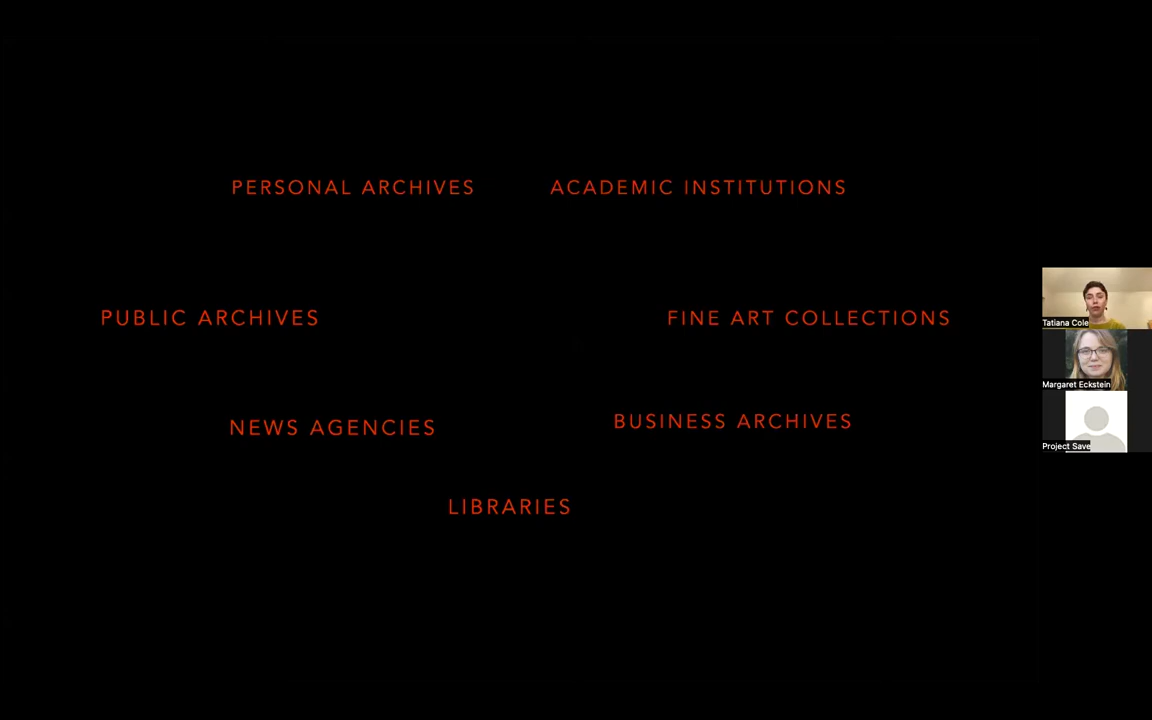 PERSONAL ARCHIVES
ACADEMIC INSTITUTIONS
PUBLIC ARCHIVES
FINE ART COLLECTIONS
NEWS AGENCIES
BUSINESS ARCHIVES
LIBRARIES
Tatiana Cole
Margaret Eckstein
Project Save